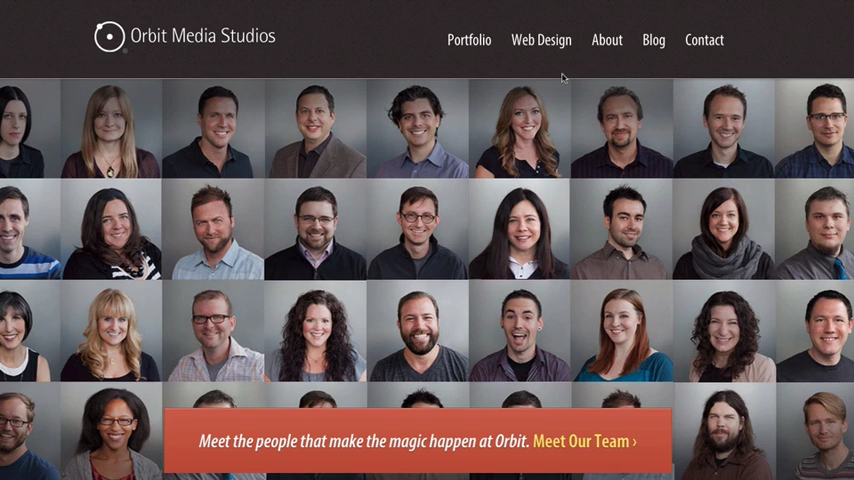 Orbit Media Studios
Portfolio Web Design About Blog Contact
Meet the people that make the magic happen at Orbit. Meet Our Team ›